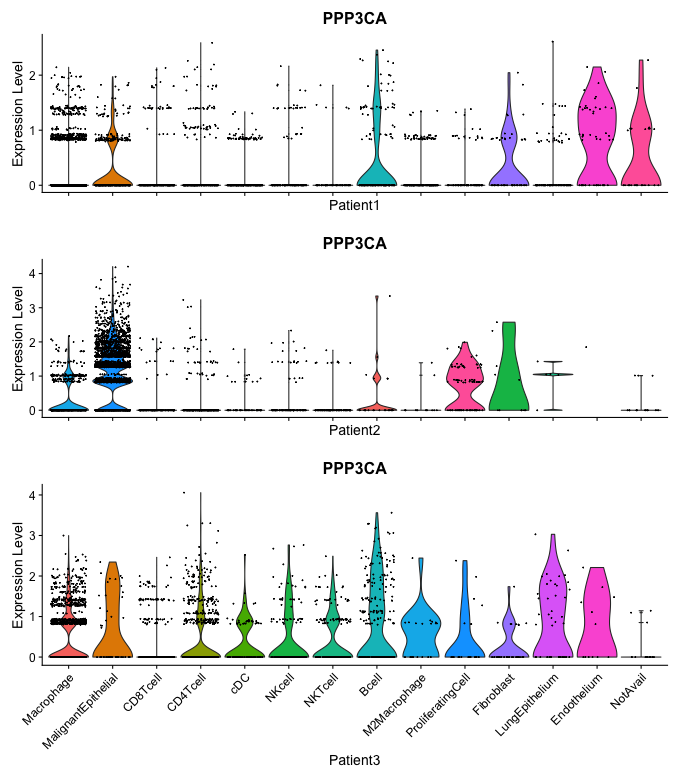 PPP3CA
Expression Level
2
1
0
Patient1
PPP3CA
Expression Level
4
3
2
1
0
Patient2
PPP3CA
Expression Level
4
3
2
1
0
Macrophage
MalignantEpithelial
CD8Tcell
CD4Tcell
cDC
NKcell
NKTcell
Bcell
M2Macrophage
ProliferatingCell
Fibroblast
LungEpithelium
Endothelium
NotAvail
Patient3